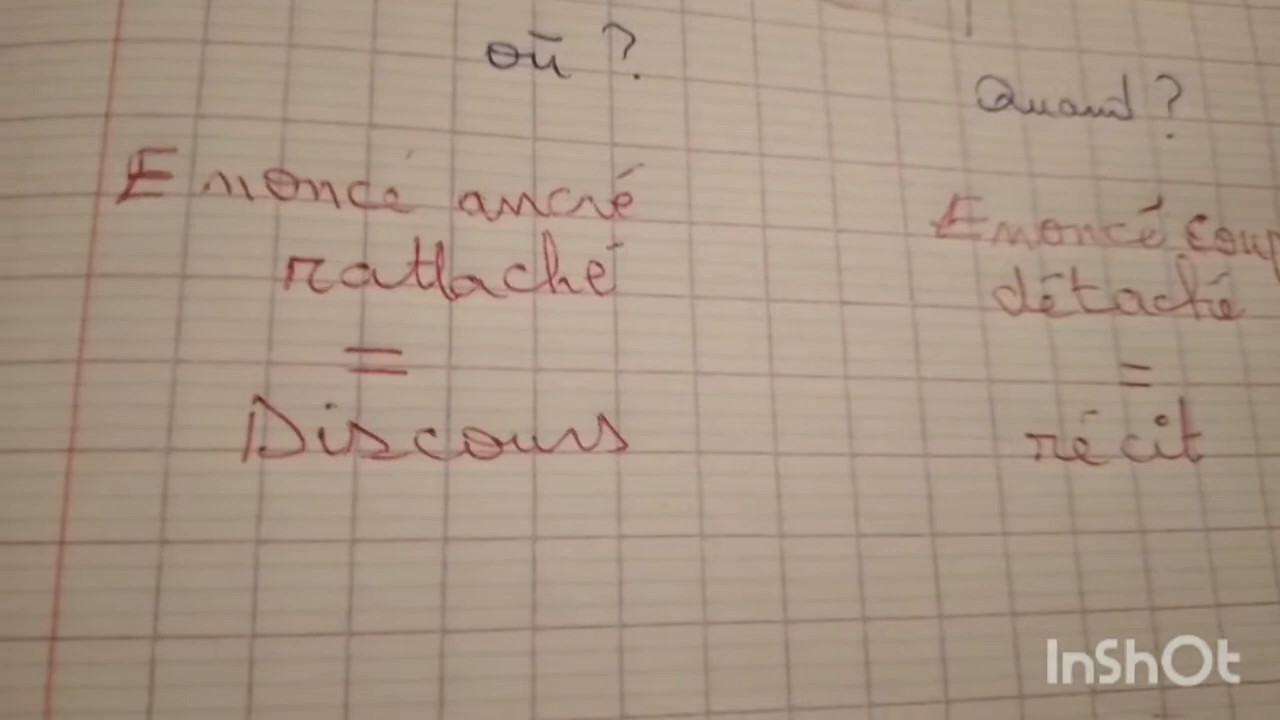 où ?
Quand ?
Enoncé ancré
rattaché
=
Discours
Enoncé coup
détaché
=
récit
InShOt